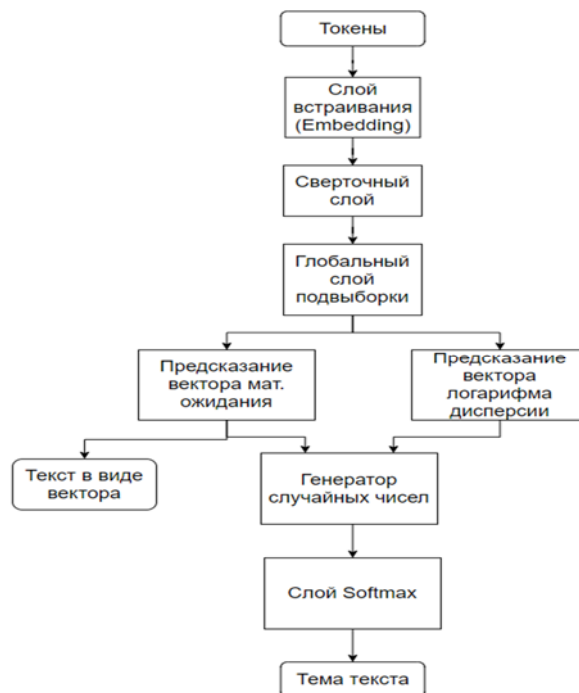 Токены
Слой
встраивания
(Embedding)
Сверточный
слой
Глобальный
слой
подвыборки
Предсказание
вектора мат.
ожидания
Предсказание
вектора
логарифма
дисперсии
Текст в виде
вектора
Генератор
случайных чисел
Слой Softmax
Тема текста